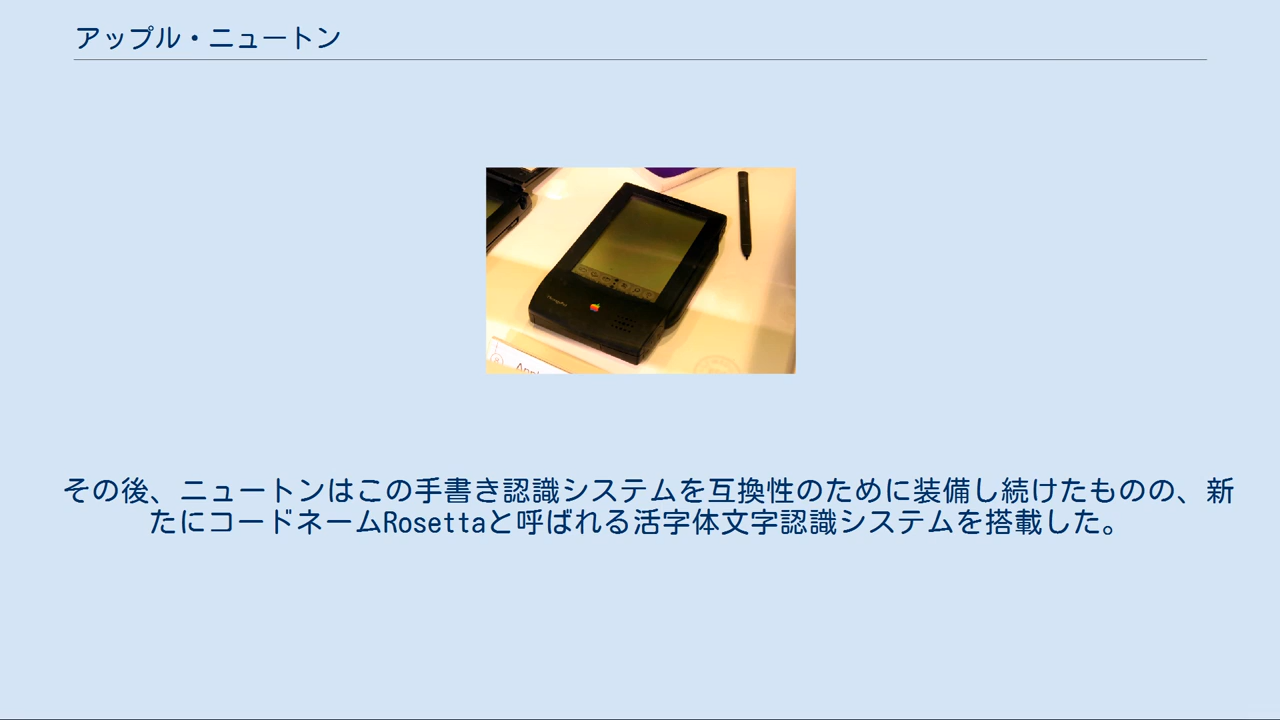 アップル・ニュートン
その後、ニュートンはこの手書き認識システムを互換性のために装備し続けたものの、新
たにコードネームRosettaと呼ばれる活字体文字認識システムを搭載した。